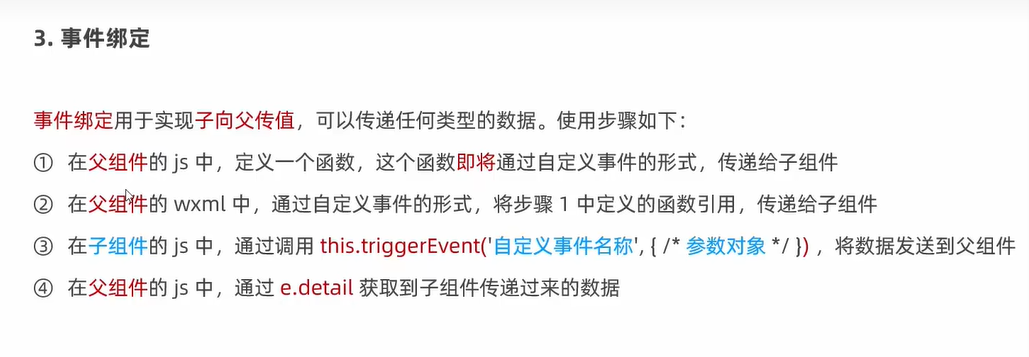 3. 事件绑定
事件绑定用于实现子向父传值，可以传递任何类型的数据。使用步骤如下：
① 在父组件的 js 中，定义一个函数，这个函数即将通过自定义事件的形式，传递给子组件
② 在父组件的 wxml 中，通过自定义事件的形式，将步骤 1 中定义的函数引用，传递给子组件
③ 在子组件的 js 中，通过调用 this.triggerEvent('自定义事件名称', { /* 参数对象 */ }) ，将数据发送到父组件
④ 在父组件的 js 中，通过 e.detail 获取到子组件传递过来的数据